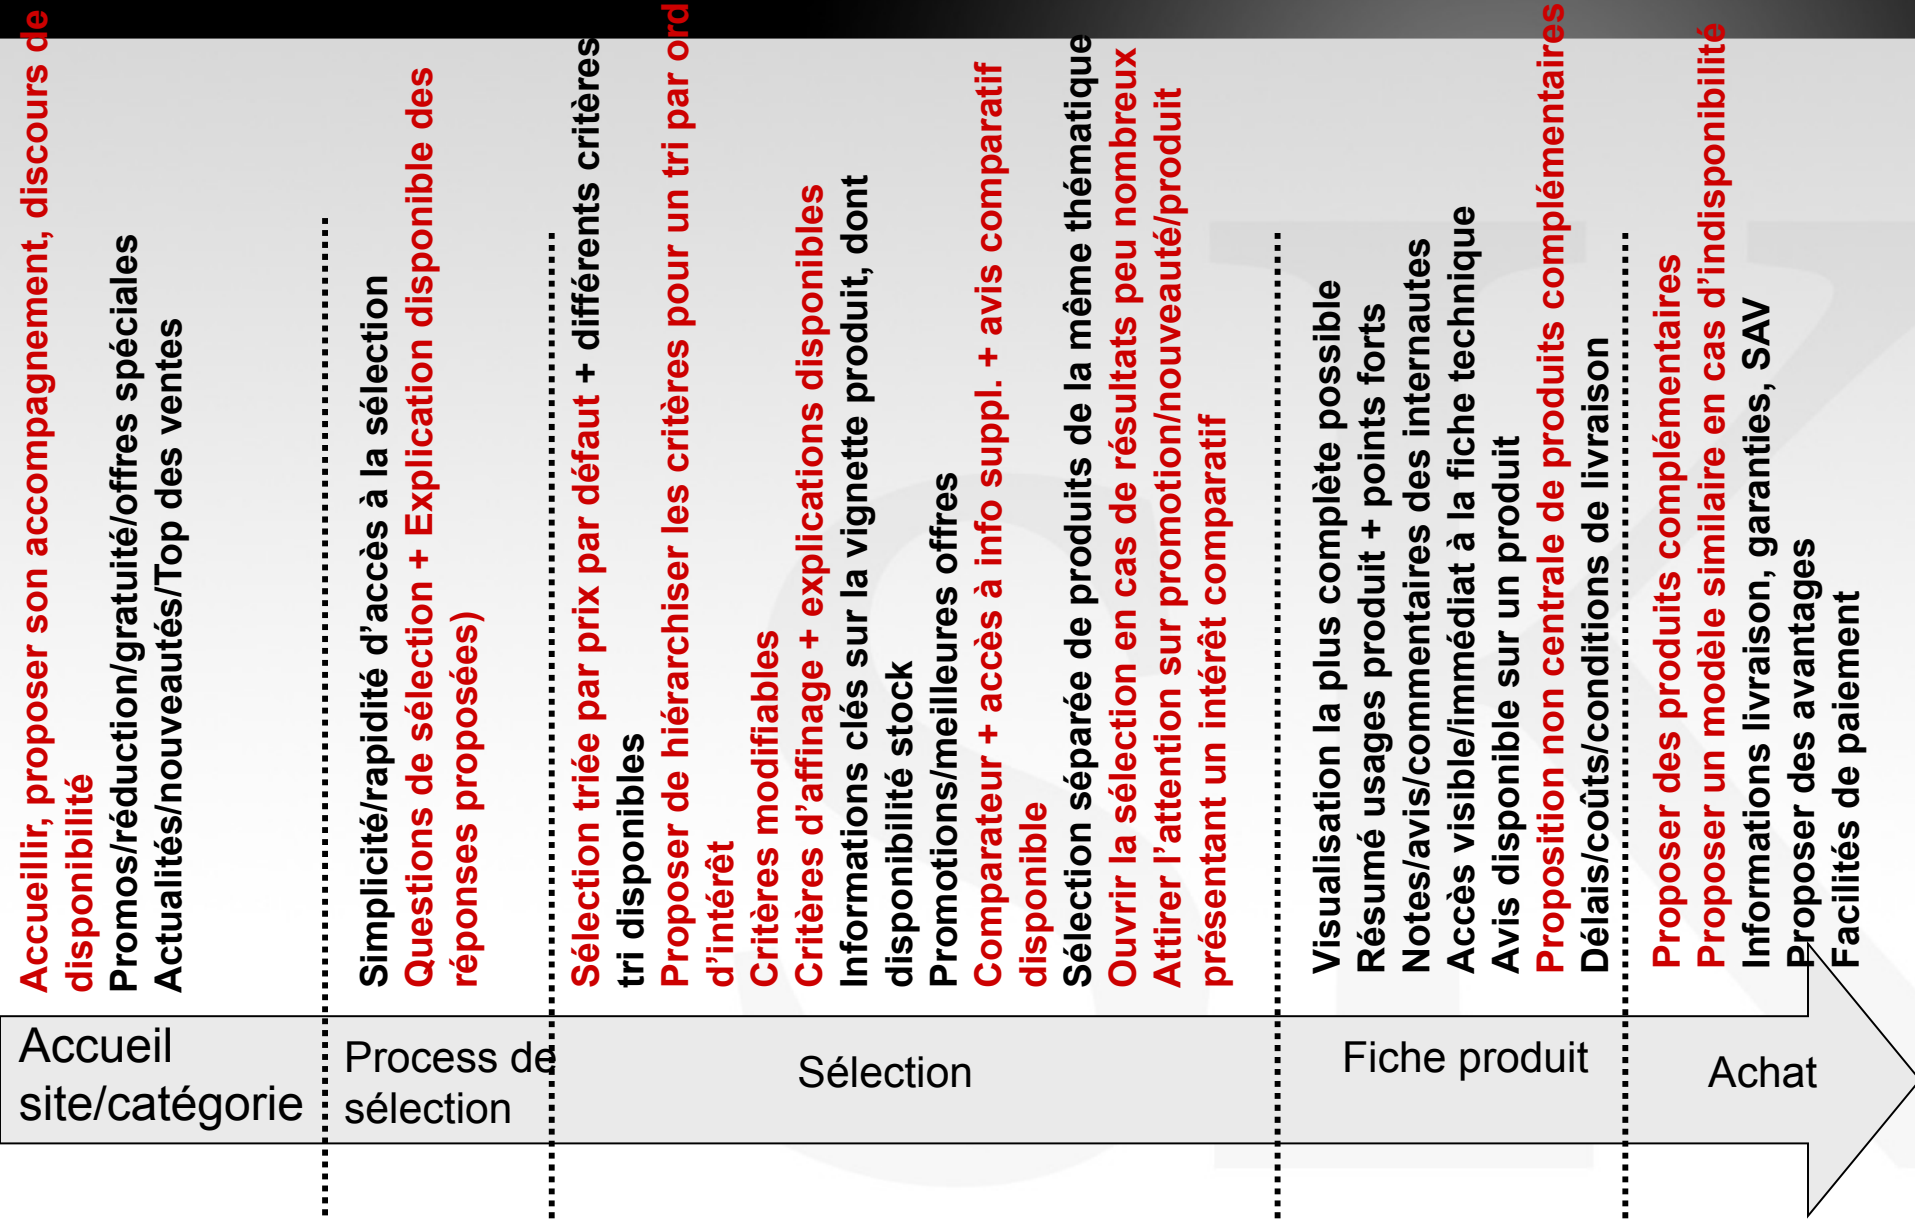 Accueillir, proposer son accompagnement, discours de
disponibilité
Promos/réduction/gratuité/offres spéciales
Actualités/nouveautés/Top des ventes
Simplicité/rapidité d’accès à la sélection
Questions de sélection + Explication disponible des
réponses proposées)
Sélection triée par prix par défaut + différents critères
tri disponibles
Proposer de hiérarchiser les critères pour un tri par ord
d’intérêt
Critères modifiables
Critères d’affinage + explications disponibles
Informations clés sur la vignette produit, dont
disponibilité stock
Promotions/meilleures offres
Comparateur + accès à info suppl. + avis comparatif
disponible
Sélection séparée de produits de la même thématique
Ouvrir la sélection en cas de résultats peu nombreux
Attirer l’attention sur promotion/nouveauté/produit
présentant un intérêt comparatif
Visualisation la plus complète possible
Résumé usages produit + points forts
Notes/avis/commentaires des internautes
Accès visible/immédiat à la fiche technique
Avis disponible sur un produit
Proposition non centrale de produits complémentaires
Délais/coûts/conditions de livraison
Proposer des produits complémentaires
Proposer un modèle similaire en cas d’indisponibilité
Informations livraison, garanties, SAV
Proposer des avantages
Facilités de paiement
Accueil
site/catégorie
Process de
sélection
Sélection
Fiche produit
Achat